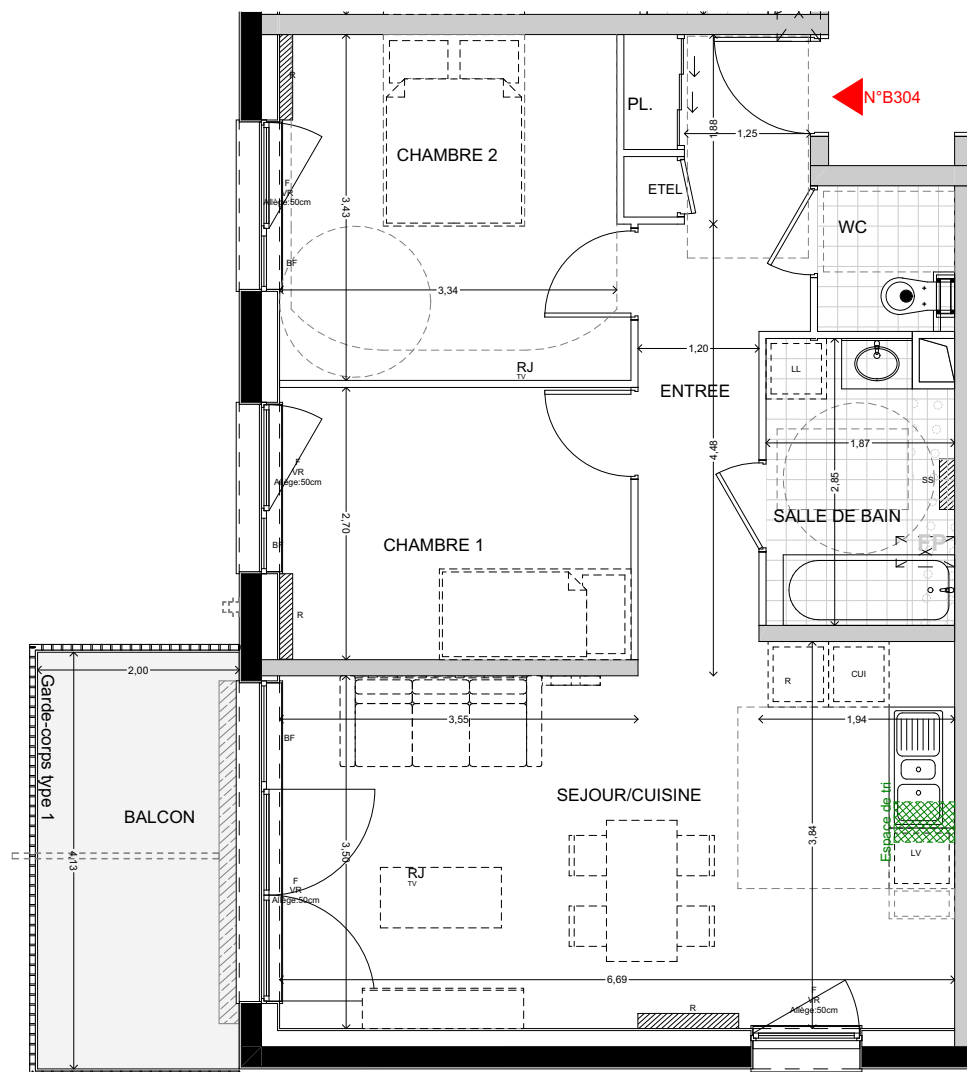 R
PL.
N°B304
1,88
1,25
CHAMBRE 2
F
VR
Allège:50cm
3,43
ETEL
WC
BF
3,34
1,20
RJ
TV
ENTREE
LL
1,87
4,48
2,85
F
VR
Allège:50cm
SS
2,70
SALLE DE BAIN
EP
CHAMBRE 1
BF
R
2,00
R
CUI
Garde-corps type 1
3,55
1,94
BF
SEJOUR/CUISINE
BALCON
Espace de tri
3,84
4,13
3,50
LV
RJ
TV
F
VR
Allège:50cm
6,69
F
VR
Allège:50cm
R